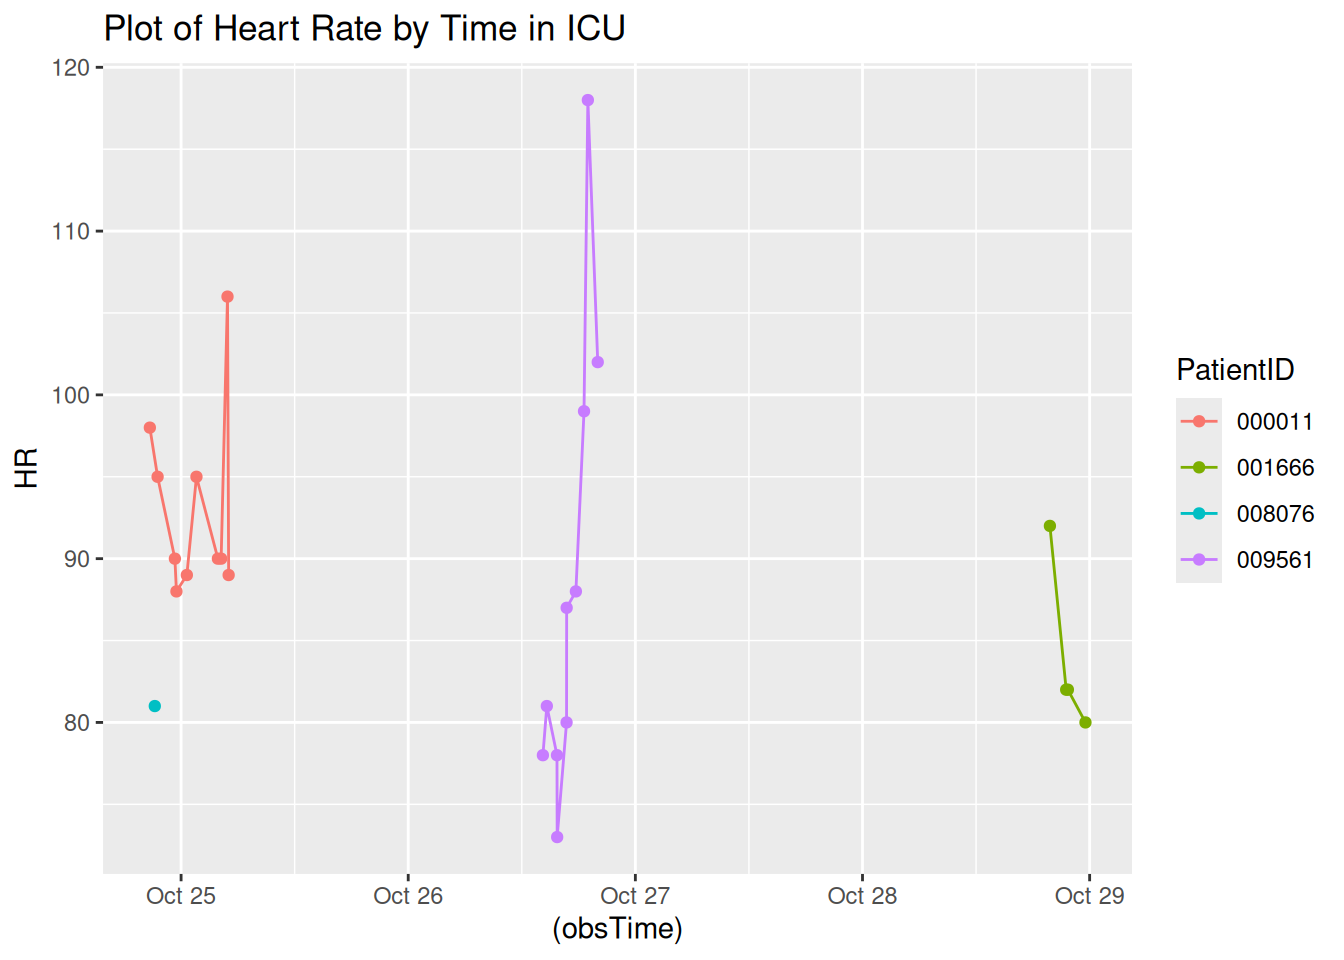 Plot of Heart Rate by Time in ICU
120
110
100
90
80
HR
Oct 25
Oct 26
Oct 27
Oct 28
Oct 29
(obsTime)
PatientID
000011
001666
008076
009561